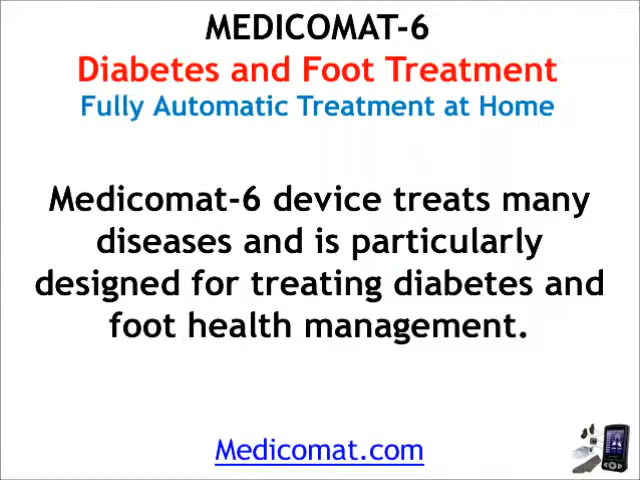 MEDICOMAT-6
Diabetes and Foot Treatment
Fully Automatic Treatment at Home
Medicomat-6 device treats many
diseases and is particularly
designed for treating diabetes and
foot health management.
Medicomat.com